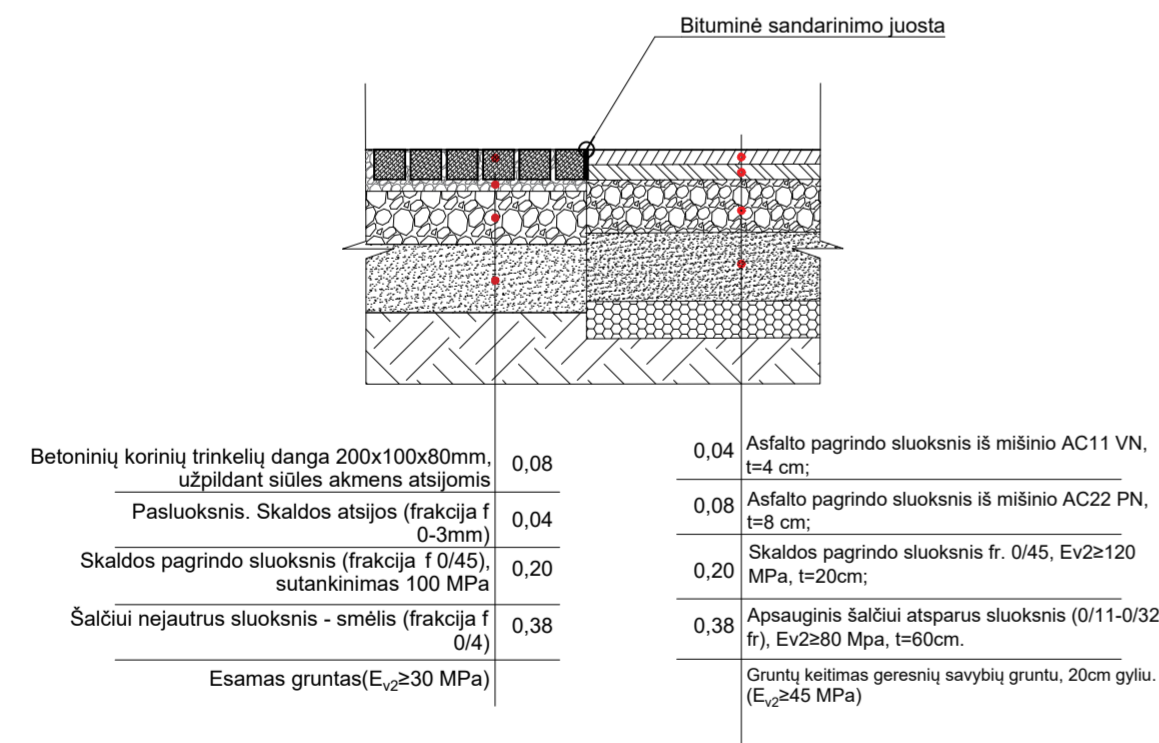 Bituminė sandarinimo juosta
Betoninių korinių trinkelių danga 200x100x80mm,
užpildant siūles akmens atsijomis
0,08
Pasluoksnis. Skaldos atsijos (frakcija f
0-3mm)
0,04
Skaldos pagrindo sluoksnis (frakcija f 0/45),
sutankinimas 100 MPa
0,20
Šalčiui nejautrus sluoksnis - smėlis (frakcija f
0/4)
0,38
Esamas gruntas(Ev2≥30 MPa)
0,04
Asfalto pagrindo sluoksnis iš mišinio AC11 VN,
t=4 cm;
0,08
Asfalto pagrindo sluoksnis iš mišinio AC22 PN,
t=8 cm;
0,20
Skaldos pagrindo sluoksnis fr. 0/45, Ev2≥120
MPa, t=20cm;
0,38
Apsauginis šalčiui atsparus sluoksnis (0/11-0/32
fr), Ev2≥80 Mpa, t=60cm.
Gruntų keitimas geresnių savybių gruntu, 20cm gyliu.
(Ev2≥45 MPa)